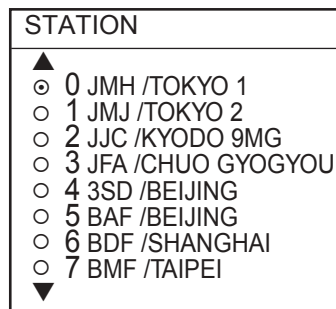 STATION
0 JMH /TOKYO 1
1 JMJ /TOKYO 2
2 JJC /KYODO 9MG
3 JFA /CHUO GYOGYOU
4 3SD /BEIJING
5 BAF /BEIJING
6 BDF /SHANGHAI
7 BMF /TAIPEI